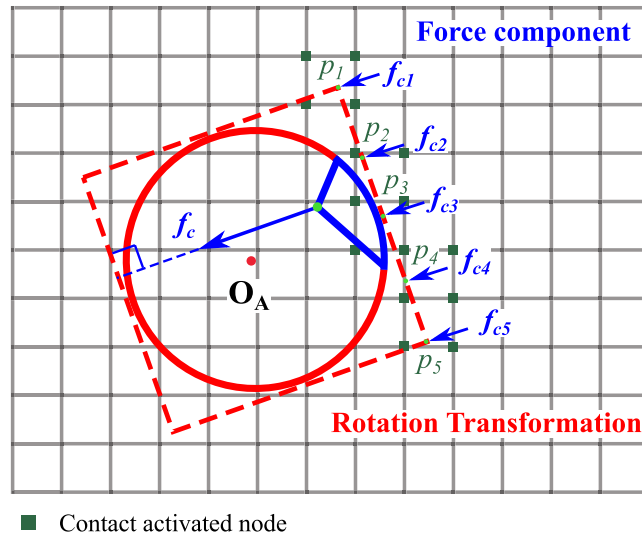 Force component
p1
fc1
p2
fc2
p3
fc3
fc
p4
fc4
OA
fc5
p5
Rotation Transformation
Contact activated node